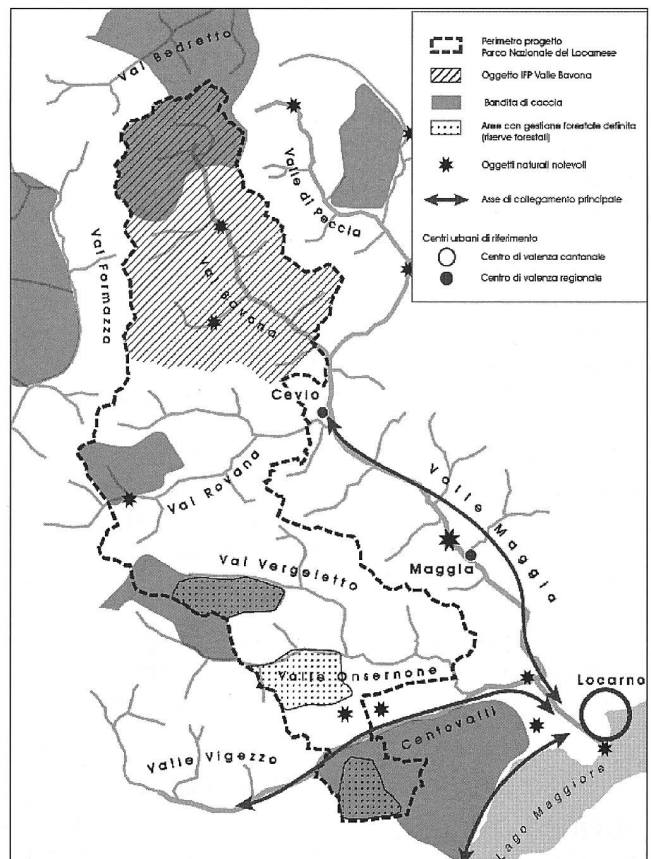 Perimetro progetto
Parco Nazionale del Locarnese
Oggetto IFP Valle Bavona
Bandita di caccia
Aree con gestione forestale definita
(riserve forestali)
Oggetti naturali notevoli
Asse di collegamento principale
Centri urbani di riferimento
Centro di valenza cantonale
Centro di valenza regionale
Val Bedretto
Valle di Peccia
Val Formazza
Val Bavona
Cevio
Val Rovana
Valle Maggia
Maggia
Val Vergeletto
Valle Onsernone
Locarno
Centovalli
Valle Vigezzo
Lago Maggiore